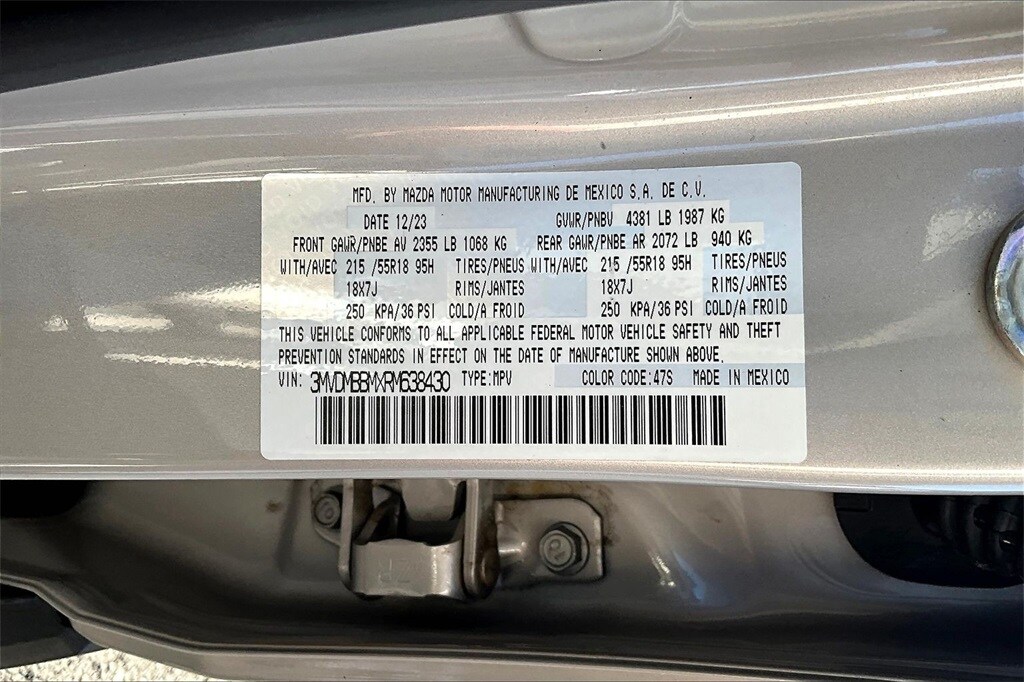 MFD. BY MAZDA MOTOR MANUFACTURING DE MEXICO S.A. DE C.V.
DATE 12/23 GVWR/PNBV 4381 LB 1987 KG
FRONT GAWR/PNBE AV 2355 LB 1068 KG REAR GAWR/PNBE AR 2072 LB 940 KG
WITH/AVEC 215 /55R18 95H TIRES/PNEUS WITH/AVEC 215 /55R18 95H TIRES/PNEUS
18X7J RIMS/JANTES 18X7J RIMS/JANTES
250 KPA/36 PSI COLD/A FROID 250 KPA/36 PSI COLD/A FROID
THIS VEHICLE CONFORMS TO ALL APPLICABLE FEDERAL MOTOR VEHICLE SAFETY AND THEFT
PREVENTION STANDARDS IN EFFECT ON THE DATE OF MANUFACTURE SHOWN ABOVE.
VIN: 3MVDMBBMXRM638430 TYPE:MPV COLOR CODE:47S MADE IN MEXICO